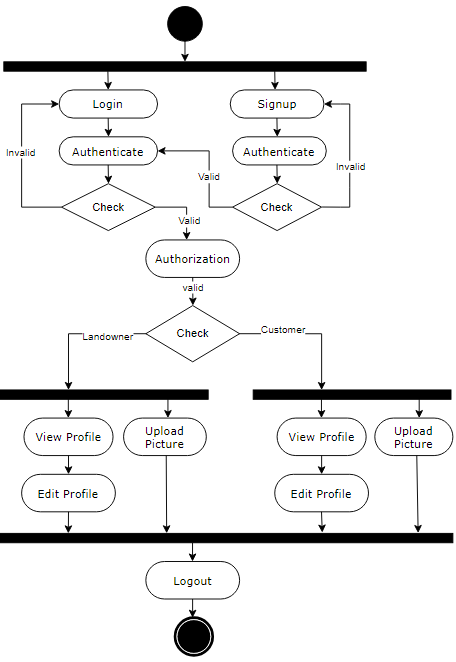 Login
Signup
Authenticate
Authenticate
Invalid
Valid
Invalid
Check
Check
Valid
Authorization
valid
Check
Landowner
Customer
View Profile
Upload
Picture
View Profile
Upload
Picture
Edit Profile
Edit Profile
Logout